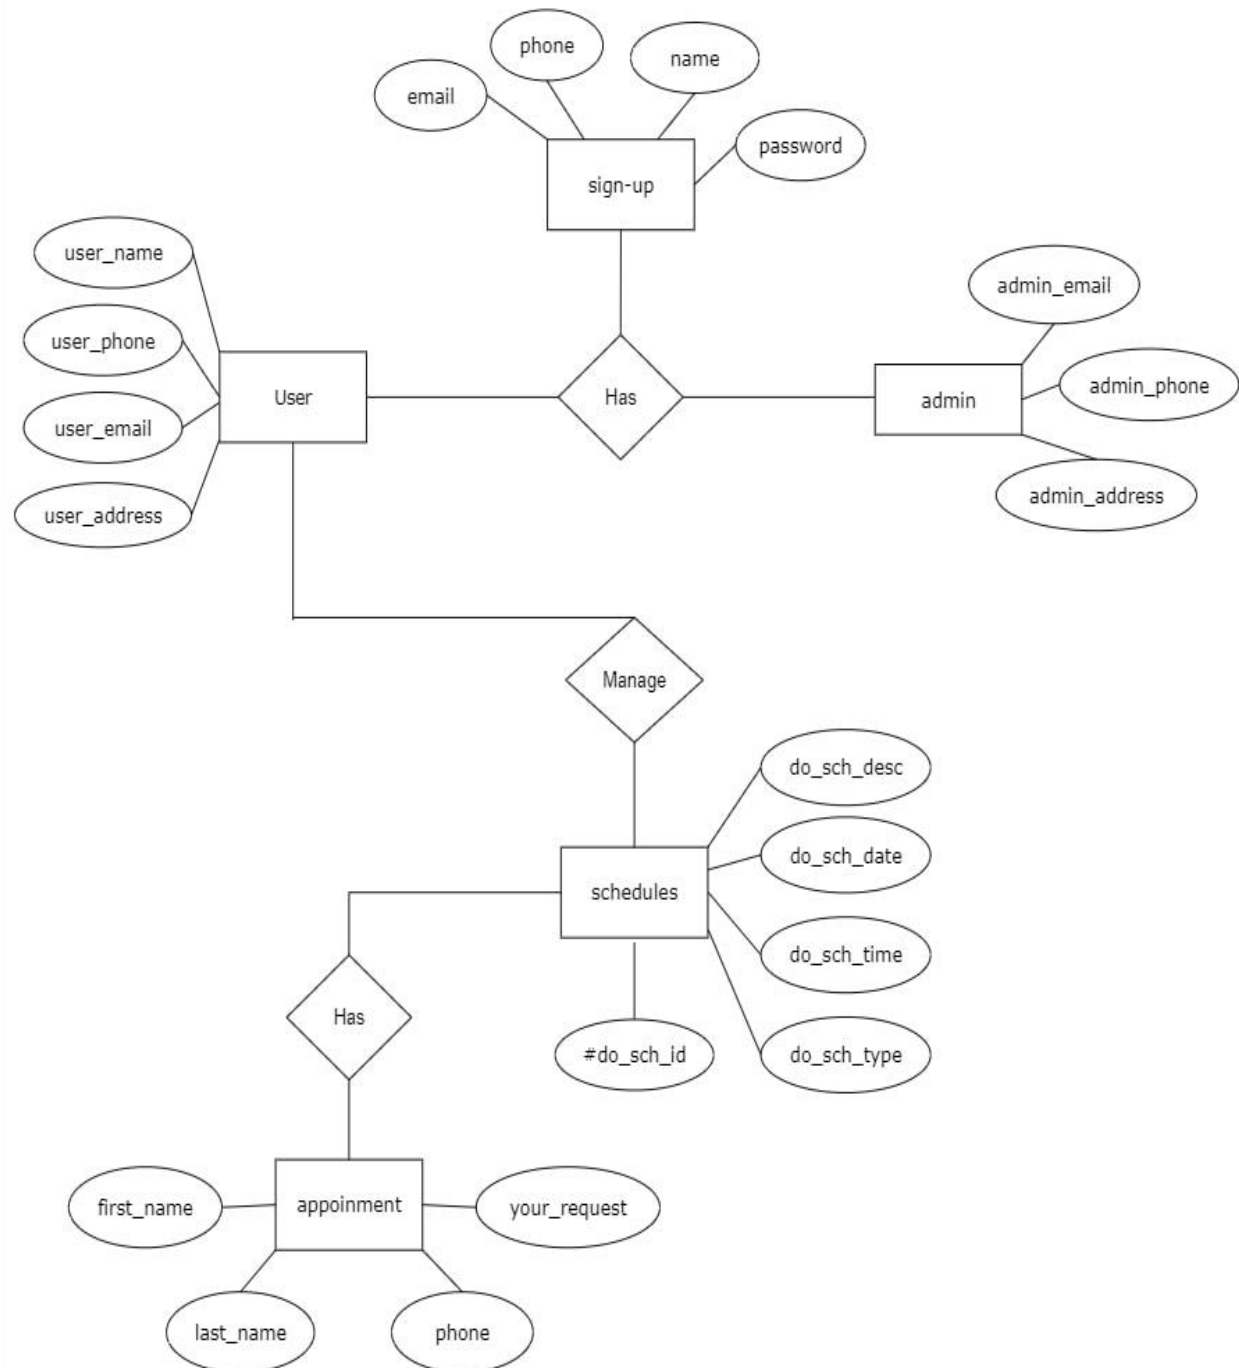 phone
name
email
password
sign-up
user_name
admin_email
user_phone
admin_phone
User
Has
admin
user_email
admin_address
user_address
Manage
do_sch_desc
do_sch_date
schedules
do_sch_time
Has
#do_sch_id
do_sch_type
first_name
appoinment
your_request
last_name
phone